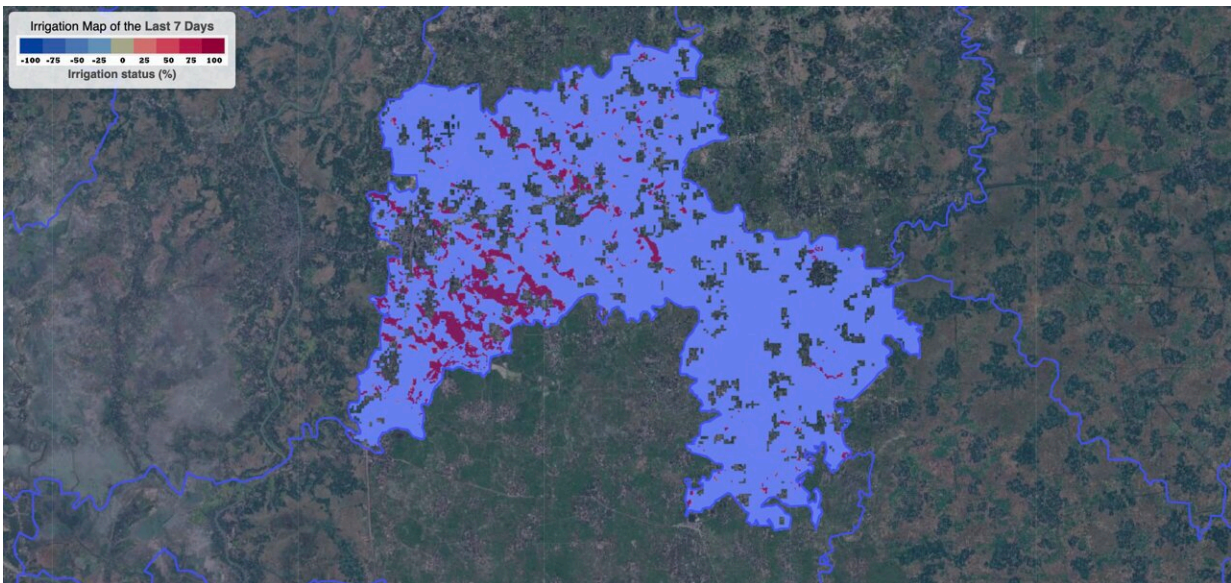 Irrigation Map of the Last 7 Days
-100 -75 -50 -25 0 25 50 75 100
Irrigation status (%)